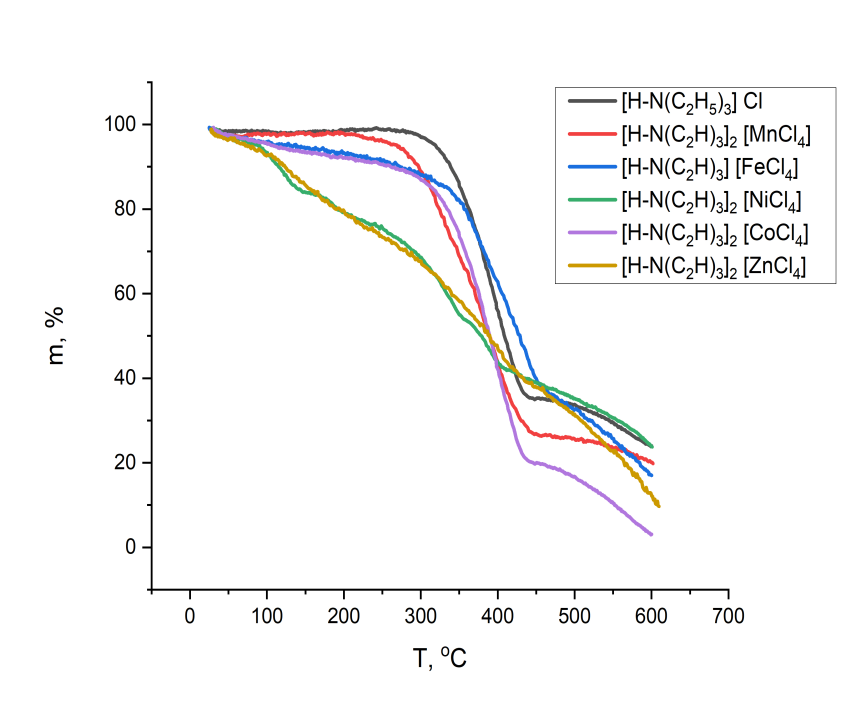 [H-N(C₂H₅)₃] Cl
[H-N(C₂H)₃]₂ [MnCl₄]
[H-N(C₂H)₃] [FeCl₄]
[H-N(C₂H)₃]₂ [NiCl₄]
[H-N(C₂H)₃]₂ [CoCl₄]
[H-N(C₂H)₃]₂ [ZnCl₄]
100
80
60
40
20
0
m, %
0 100 200 300 400 500 600 700
T, °C